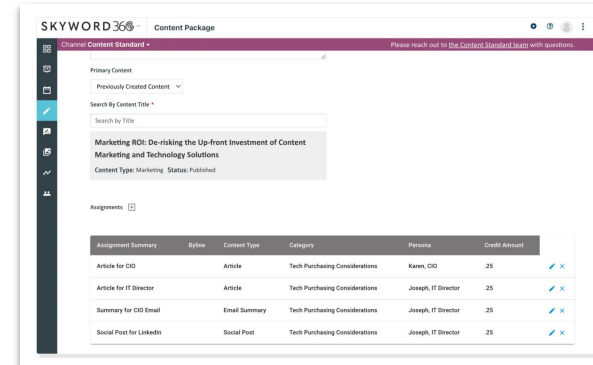 SKYWORD360 Content Package
Channel Content Standard Please reach out to the Content Standard team with questions.
Primary Content
Previously Created Content
Search By Content Title *
Search by Title
Marketing ROI: De-risking the Up-front Investment of Content
Marketing and Technology Solutions
Content Type: Marketing Status: Published
Assignments
Assignment Summary Byline Content Type Category Persona Credit Amount
Article for CIO Article Tech Purchasing Considerations Karen, CIO .25
Article for IT Director Article Tech Purchasing Considerations Joseph, IT Director .25
Summary for CIO Email Email Summary Tech Purchasing Considerations Joseph, IT Director .25
Social Post for LinkedIn Social Post Tech Purchasing Considerations Joseph, IT Director .25